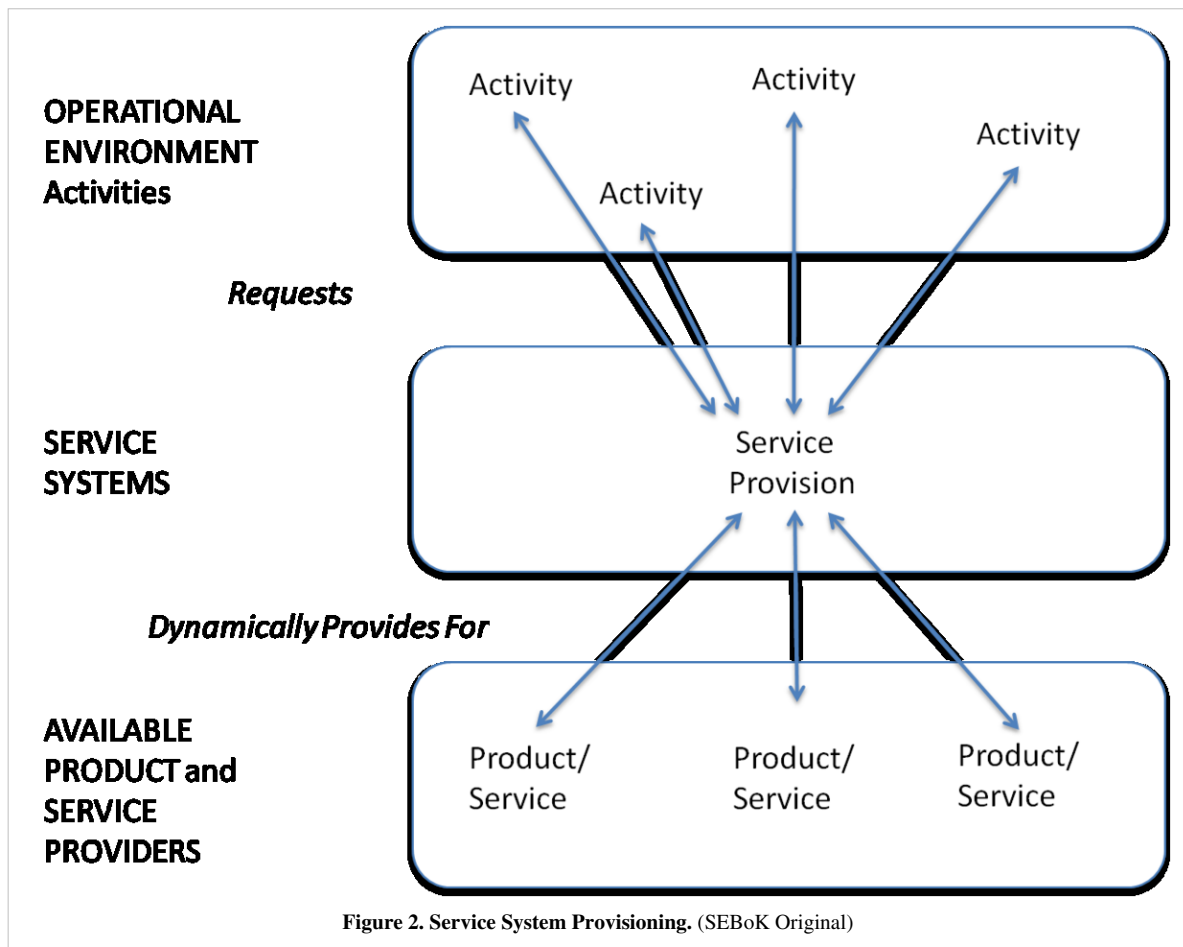 OPERATIONAL
ENVIRONMENT
Activities
Activity
Activity
Activity
Activity
Requests
SERVICE
SYSTEMS
Service
Provision
Dynamically Provides For
AVAILABLE
PRODUCT and
SERVICE
PROVIDERS
Product/
Service
Product/
Service
Product/
Service
Figure 2. Service System Provisioning. (SEBoK Original)